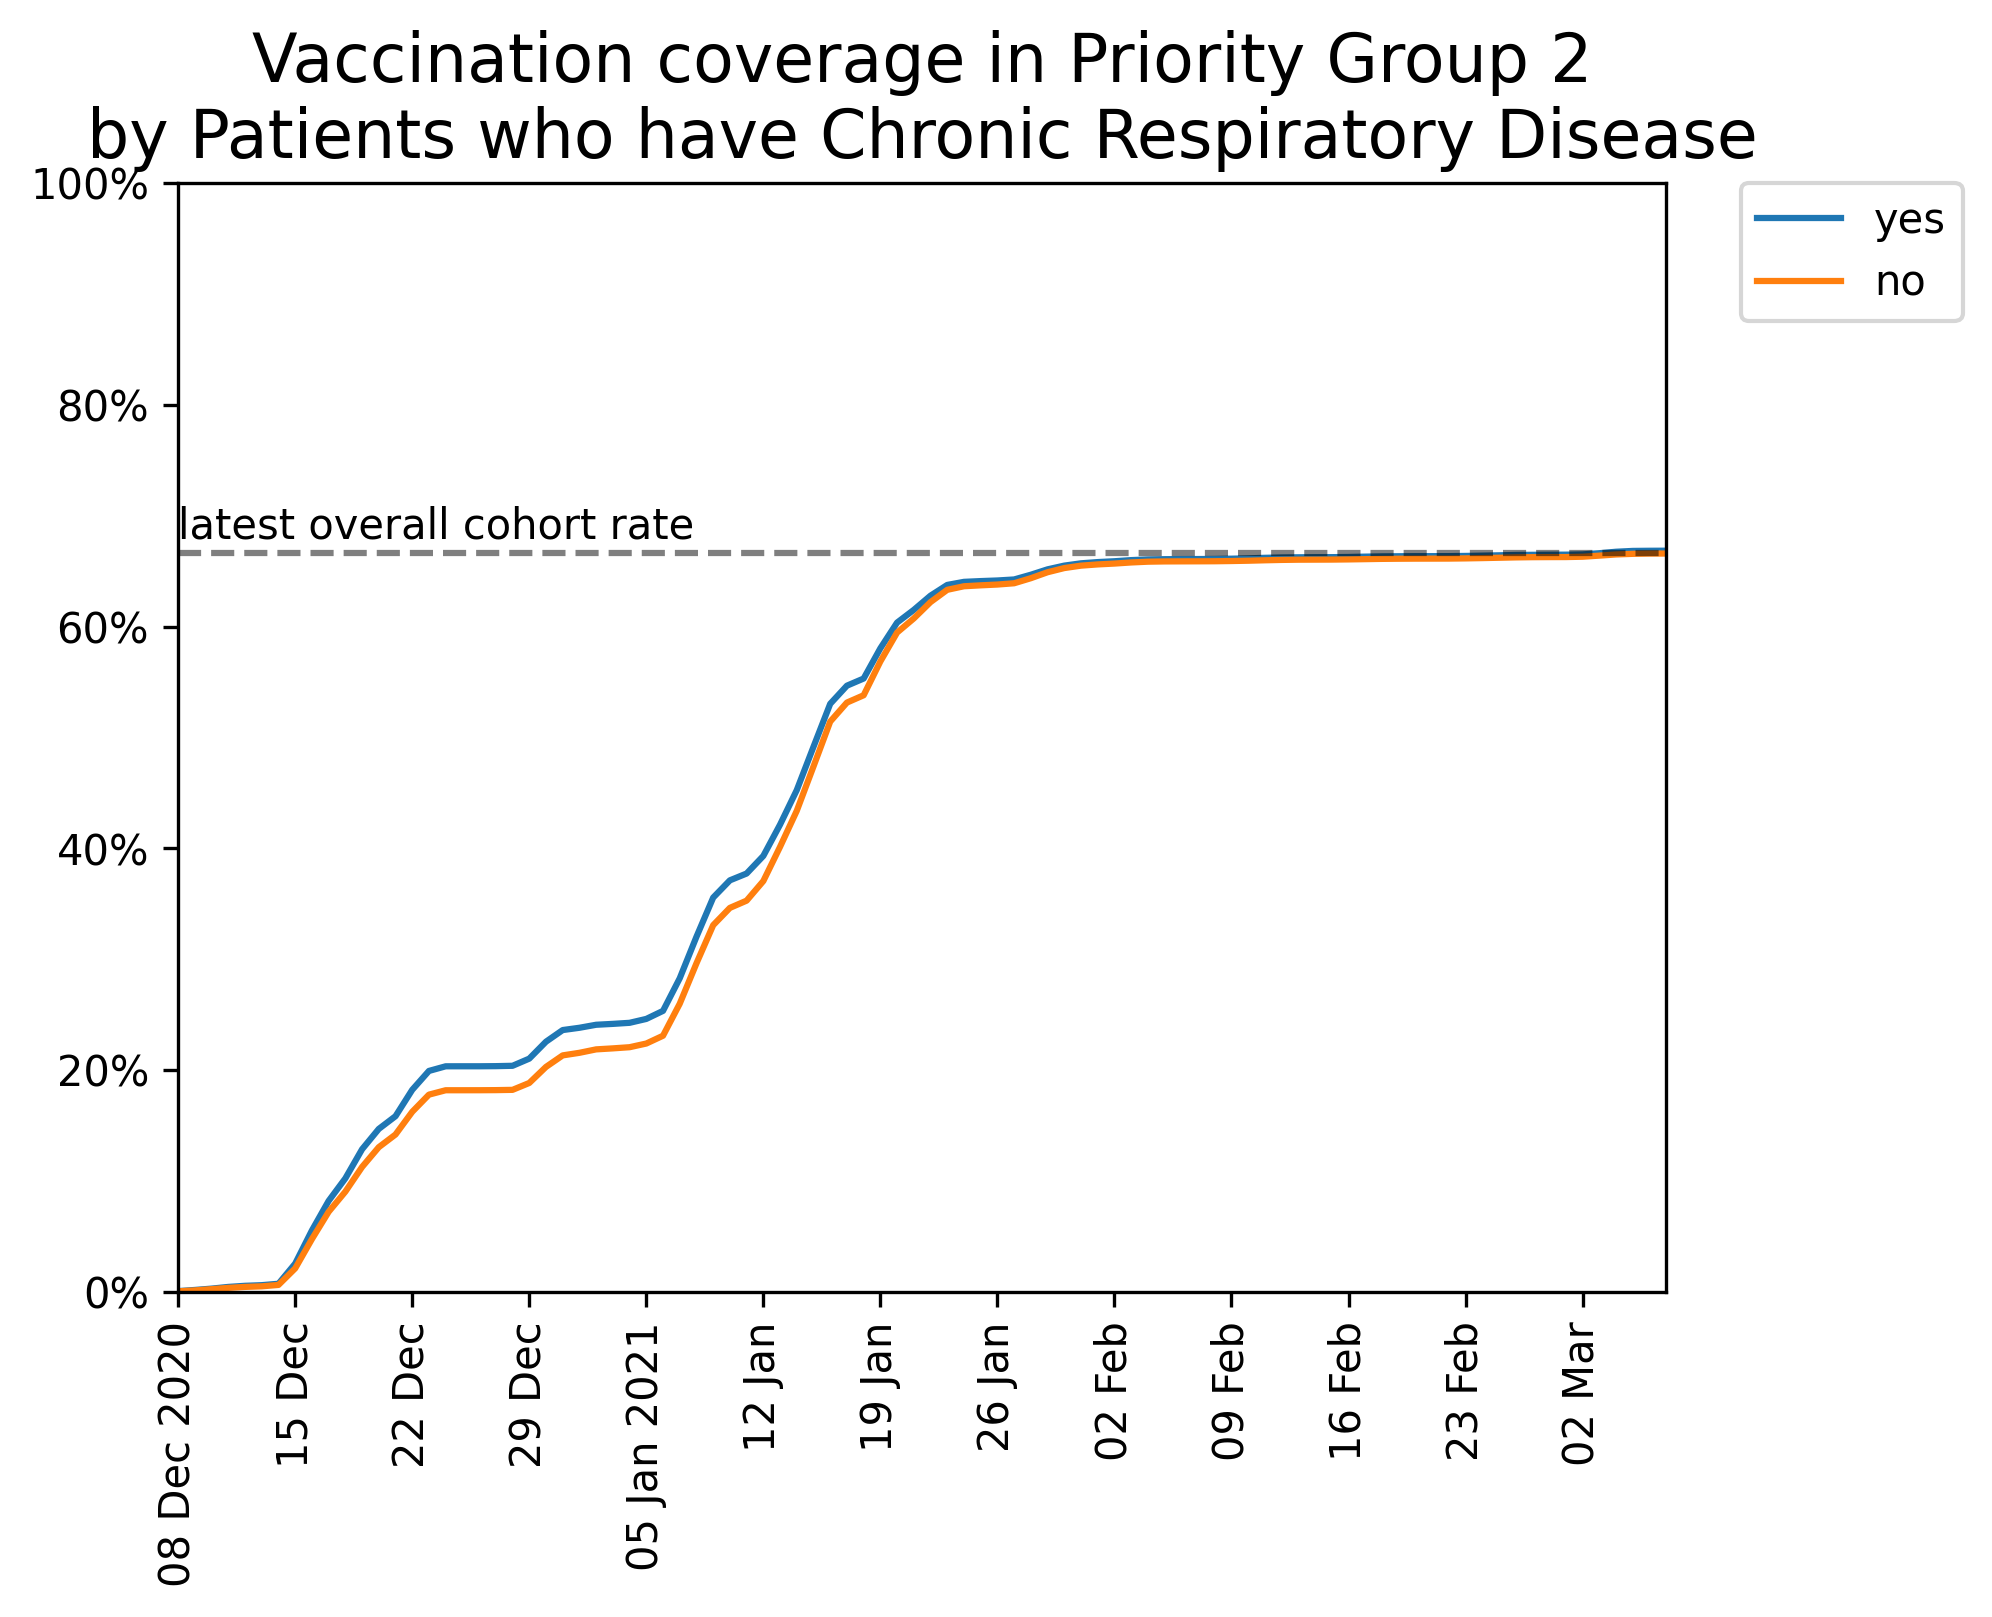 Vaccination coverage in Priority Group 2
by Patients who have Chronic Respiratory Disease
100%
80%
60%
40%
20%
0%
latest overall cohort rate
yes
no
08 Dec 2020
15 Dec
22 Dec
29 Dec
05 Jan 2021
12 Jan
19 Jan
26 Jan
02 Feb
09 Feb
16 Feb
23 Feb
02 Mar